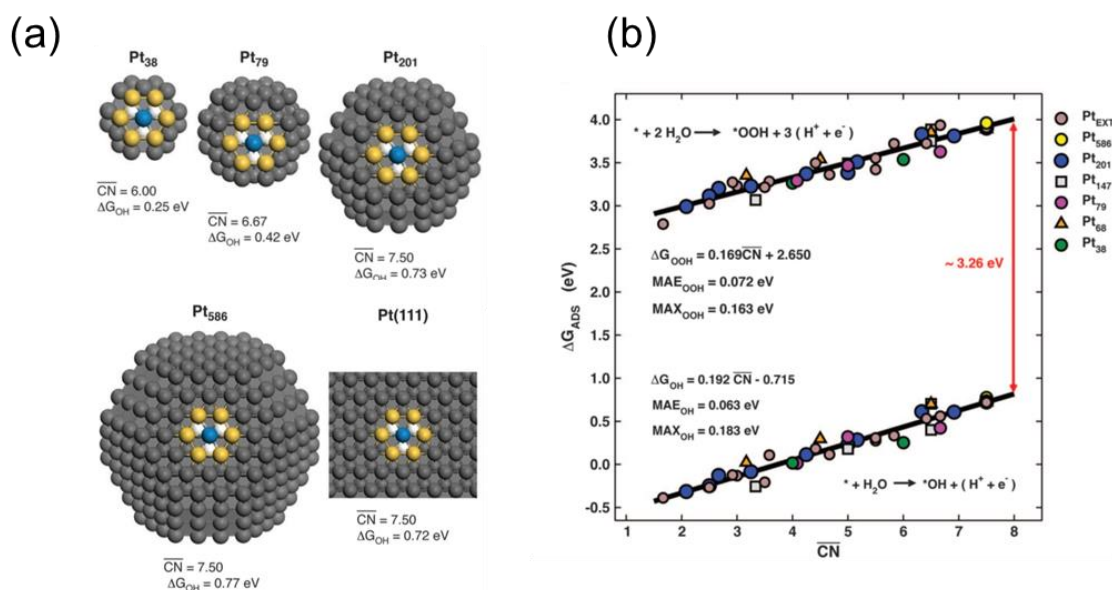 (a)
Pt38
CN = 6.00
ΔGOH = 0.25 eV
Pt79
CN = 6.67
ΔGOH = 0.42 eV
Pt201
CN = 7.50
ΔGOH = 0.73 eV
Pt586
CN = 7.50
ΔGOH = 0.77 eV
Pt(111)
CN = 7.50
ΔGOH = 0.72 eV
(b)
ΔGADS (eV)
4.0
3.5
3.0
2.5
2.0
1.5
1.0
0.5
0.0
-0.5
* + 2 H2O → *OOH + 3 ( H+ + e- )
ΔGOOH = 0.169CN + 2.650
MAEOOH = 0.072 eV
MAXOOH = 0.163 eV
~ 3.26 eV
ΔGOH = 0.192 CN - 0.715
MAEOH = 0.063 eV
MAXOH = 0.183 eV
* + H2O → *OH + ( H+ + e- )
1 2 3 4 5 6 7 8
CN
PtEXT
Pt586
Pt201
Pt147
Pt79
Pt68
Pt38